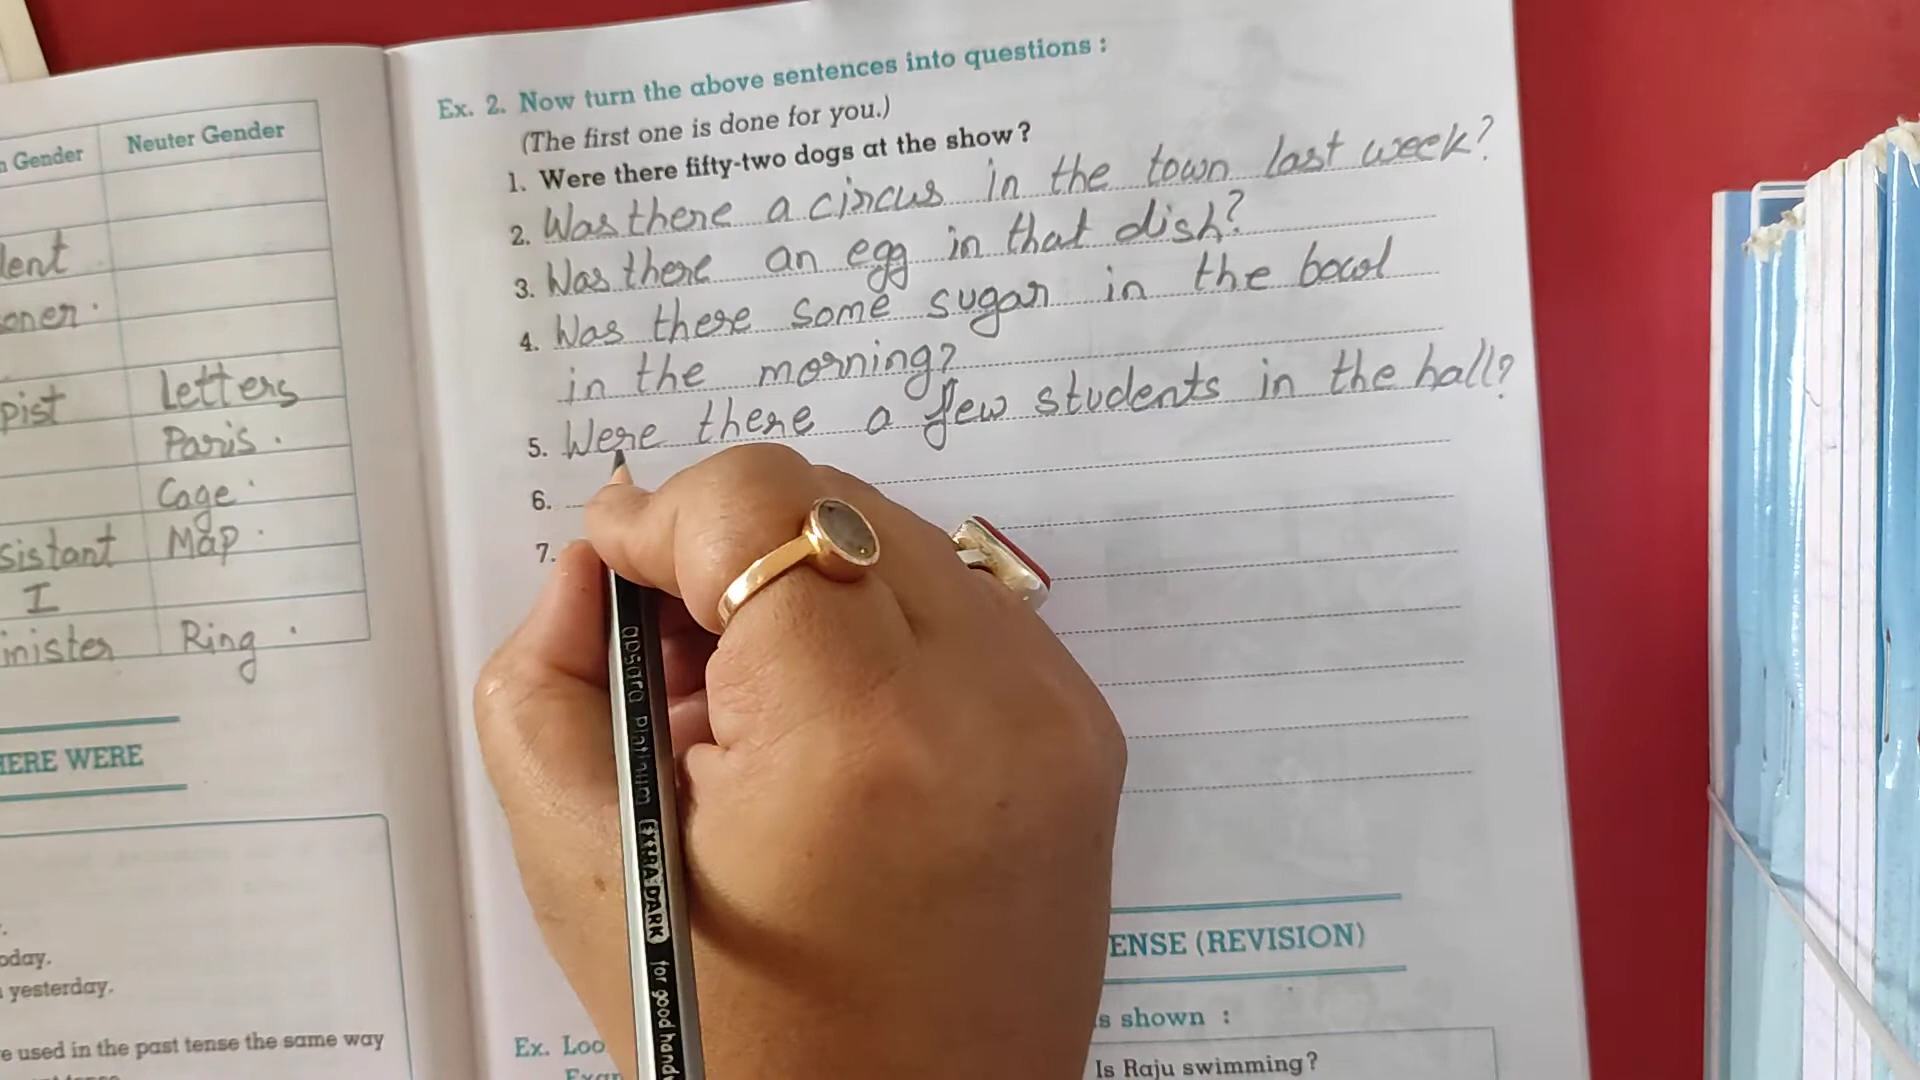 Gender
Neuter Gender
lent
oner.
pist
Letters
Paris.
Cage.
sistant
Map.
I
inister
Ring.
ERE WERE
oday.
yesterday.
e used in the past tense the same way
Ex. 2. Now turn the above sentences into questions :
(The first one is done for you.)
1. Were there fifty-two dogs at the show?
2. Was there a circus in the town last week?
3. Was there an egg in that dish?
4. Was there some sugar in the bowl
in the morning?
5. Were there a few students in the hall?
6.
7.
apsara Platinum EXTRA DARK for good hand
ENSE (REVISION)
s shown :
Ex. Loo
Exan
Is Raju swimming?